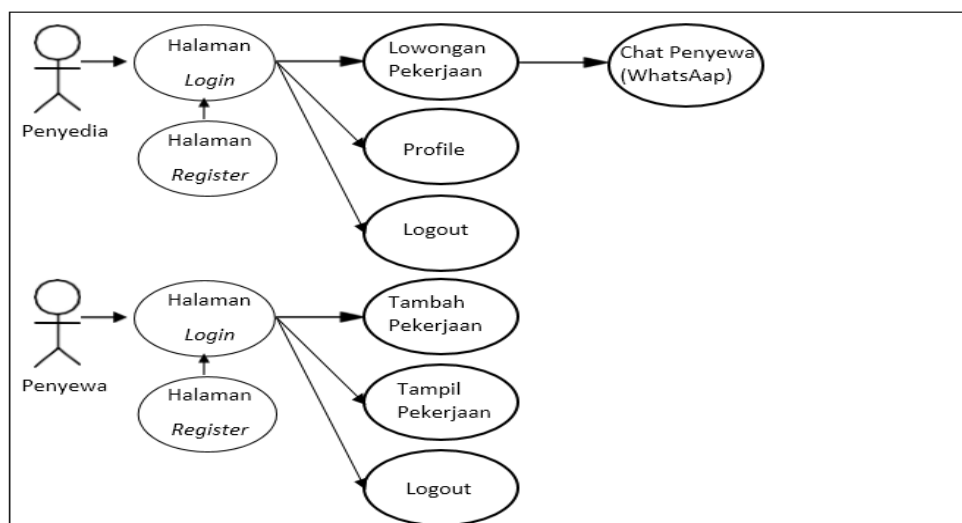 Penyedia
Halaman
Login
Halaman
Register
Lowongan
Pekerjaan
Chat Penyewa
(WhatsAap)
Profile
Logout
Penyewa
Halaman
Login
Halaman
Register
Tambah
Pekerjaan
Tampil
Pekerjaan
Logout